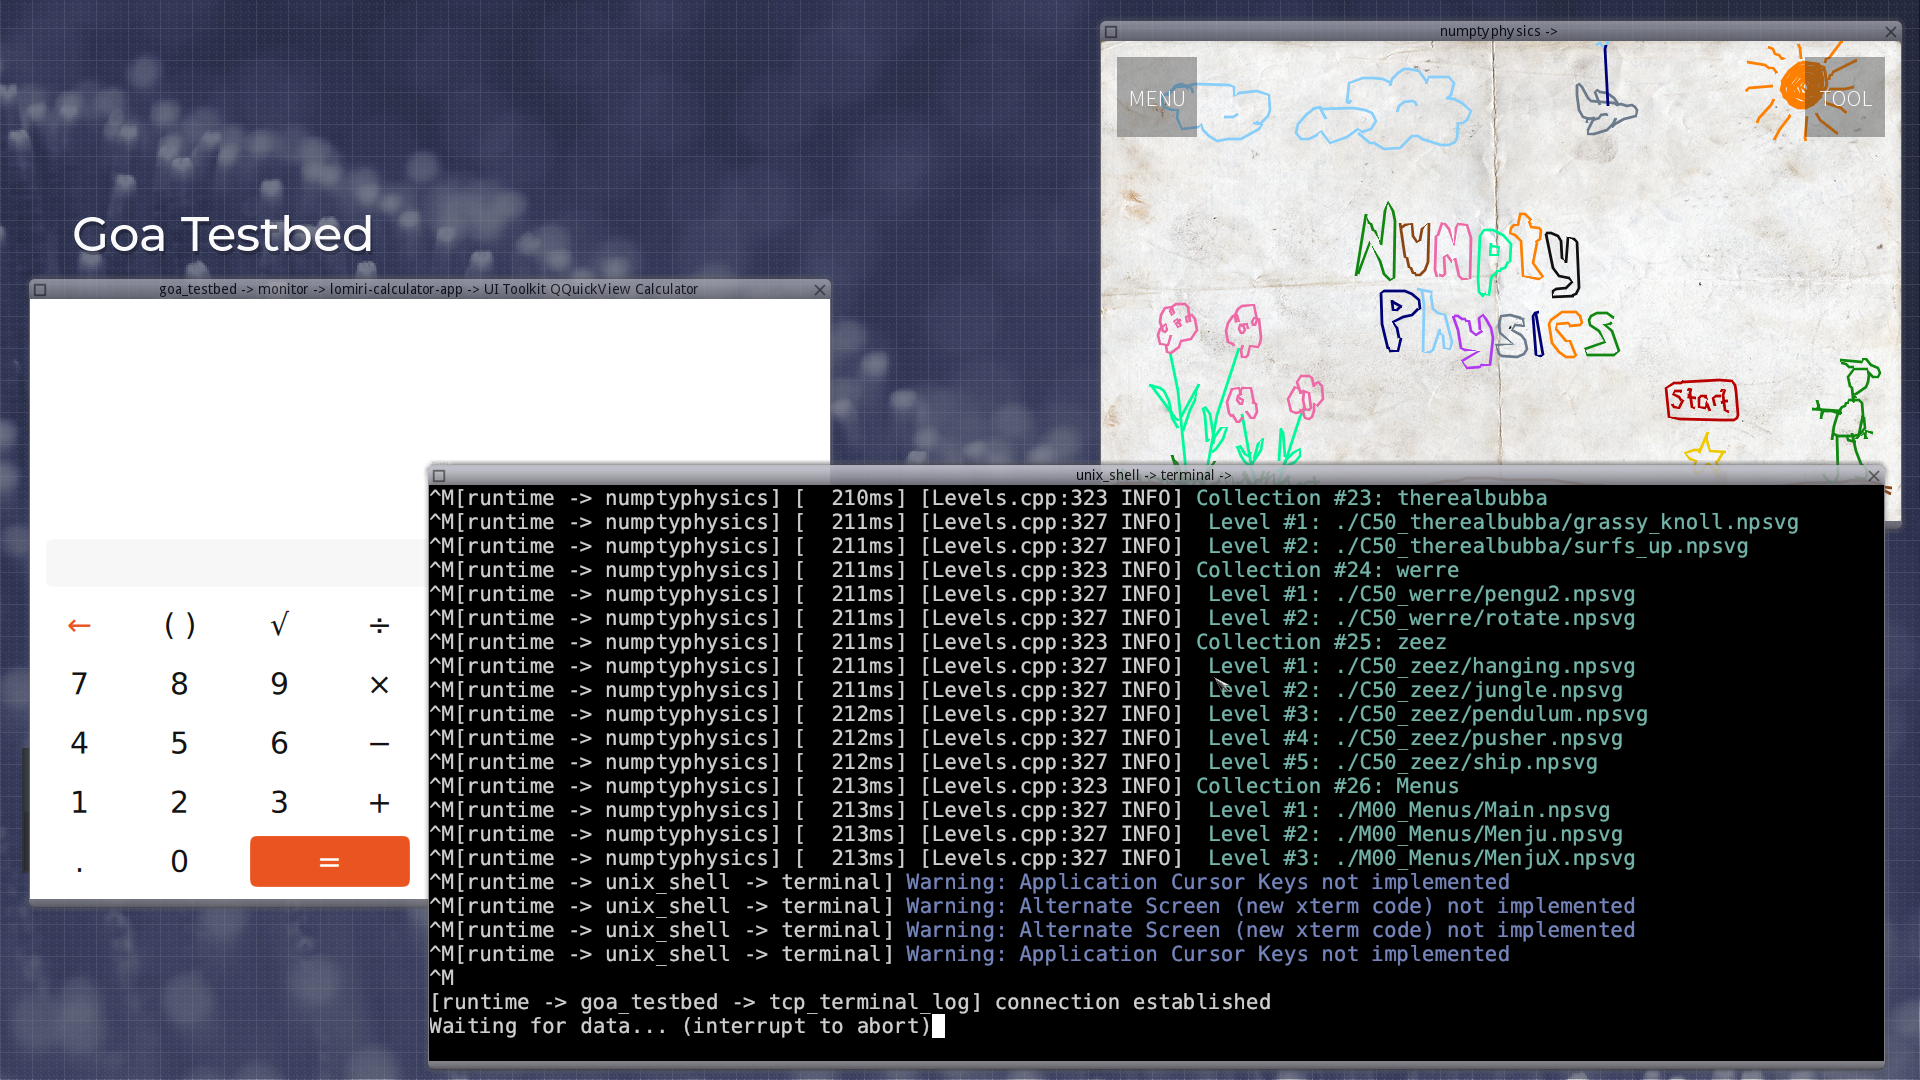 numptyphysics ->
MENU
TOOL
Numpty
Physics
Start
Goa Testbed
goa_testbed -> monitor -> lomiri-calculator-app -> UI Toolkit QQuickView Calculator
← ( ) √ ÷
7 8 9 ×
4 5 6 −
1 2 3 +
. 0 =
unix_shell -> terminal ->
^M[runtime -> numptyphysics] [  210ms] [Levels.cpp:323 INFO] Collection #23: therealbubba
^M[runtime -> numptyphysics] [  211ms] [Levels.cpp:327 INFO]  Level #1: ./C50_therealbubba/grassy_knoll.npsvg
^M[runtime -> numptyphysics] [  211ms] [Levels.cpp:327 INFO]  Level #2: ./C50_therealbubba/surfs_up.npsvg
^M[runtime -> numptyphysics] [  211ms] [Levels.cpp:323 INFO] Collection #24: werre
^M[runtime -> numptyphysics] [  211ms] [Levels.cpp:327 INFO]  Level #1: ./C50_werre/pengu2.npsvg
^M[runtime -> numptyphysics] [  211ms] [Levels.cpp:327 INFO]  Level #2: ./C50_werre/rotate.npsvg
^M[runtime -> numptyphysics] [  211ms] [Levels.cpp:323 INFO] Collection #25: zeez
^M[runtime -> numptyphysics] [  211ms] [Levels.cpp:327 INFO]  Level #1: ./C50_zeez/hanging.npsvg
^M[runtime -> numptyphysics] [  211ms] [Levels.cpp:327 INFO]  Level #2: ./C50_zeez/jungle.npsvg
^M[runtime -> numptyphysics] [  212ms] [Levels.cpp:327 INFO]  Level #3: ./C50_zeez/pendulum.npsvg
^M[runtime -> numptyphysics] [  212ms] [Levels.cpp:327 INFO]  Level #4: ./C50_zeez/pusher.npsvg
^M[runtime -> numptyphysics] [  212ms] [Levels.cpp:327 INFO]  Level #5: ./C50_zeez/ship.npsvg
^M[runtime -> numptyphysics] [  213ms] [Levels.cpp:323 INFO] Collection #26: Menus
^M[runtime -> numptyphysics] [  213ms] [Levels.cpp:327 INFO]  Level #1: ./M00_Menus/Main.npsvg
^M[runtime -> numptyphysics] [  213ms] [Levels.cpp:327 INFO]  Level #2: ./M00_Menus/Menju.npsvg
^M[runtime -> numptyphysics] [  213ms] [Levels.cpp:327 INFO]  Level #3: ./M00_Menus/MenjuX.npsvg
^M[runtime -> unix_shell -> terminal] Warning: Application Cursor Keys not implemented
^M[runtime -> unix_shell -> terminal] Warning: Alternate Screen (new xterm code) not implemented
^M[runtime -> unix_shell -> terminal] Warning: Alternate Screen (new xterm code) not implemented
^M[runtime -> unix_shell -> terminal] Warning: Application Cursor Keys not implemented
^M
[runtime -> goa_testbed -> tcp_terminal_log] connection established
Waiting for data... (interrupt to abort)